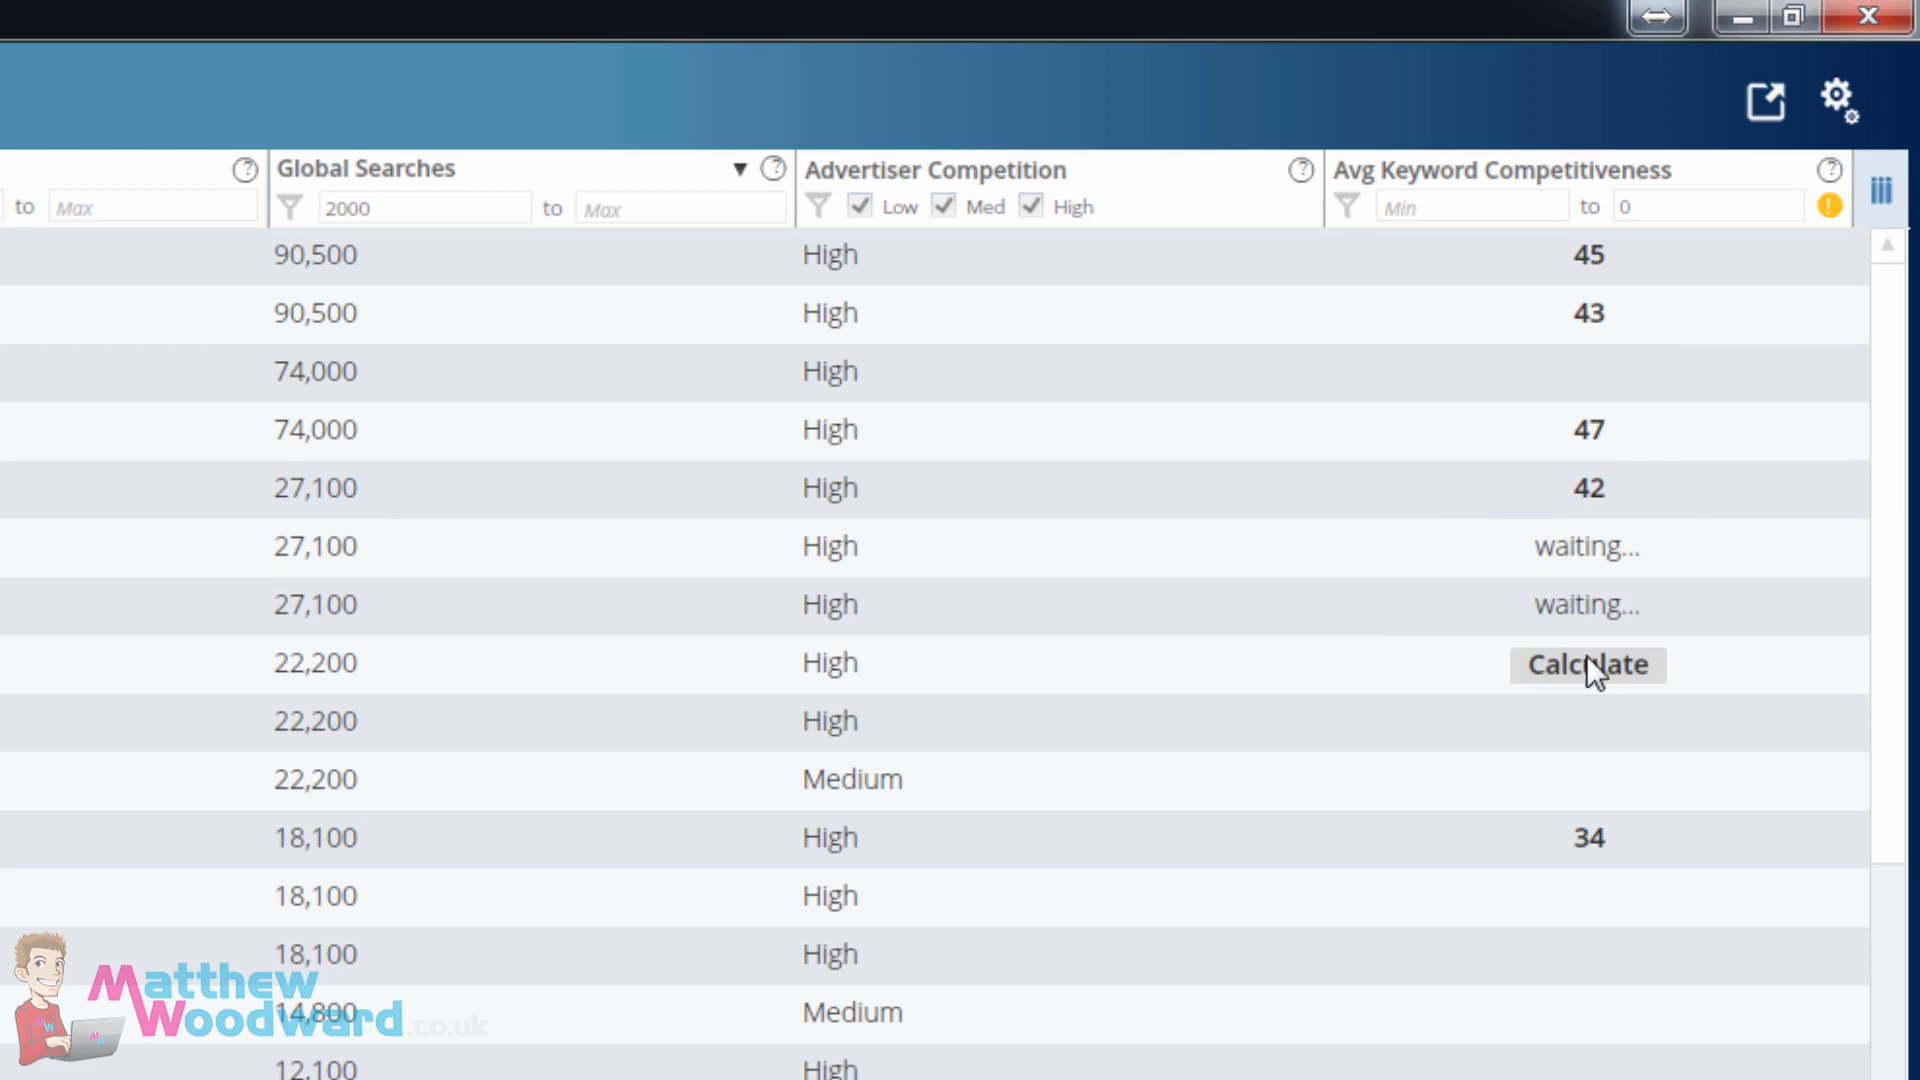 Global Searches ▼ ? Advertiser Competition ? Avg Keyword Competitiveness ?
? to Max 2000 to Max Low Med High Min to 0 !
90,500 High 45
90,500 High 43
74,000 High
74,000 High 47
27,100 High 42
27,100 High waiting...
27,100 High waiting...
22,200 High Calculate
22,200 High
22,200 Medium
18,100 High 34
18,100 High
18,100 High
14,800 Medium
12,100 High
Matthew
Woodward.co.uk